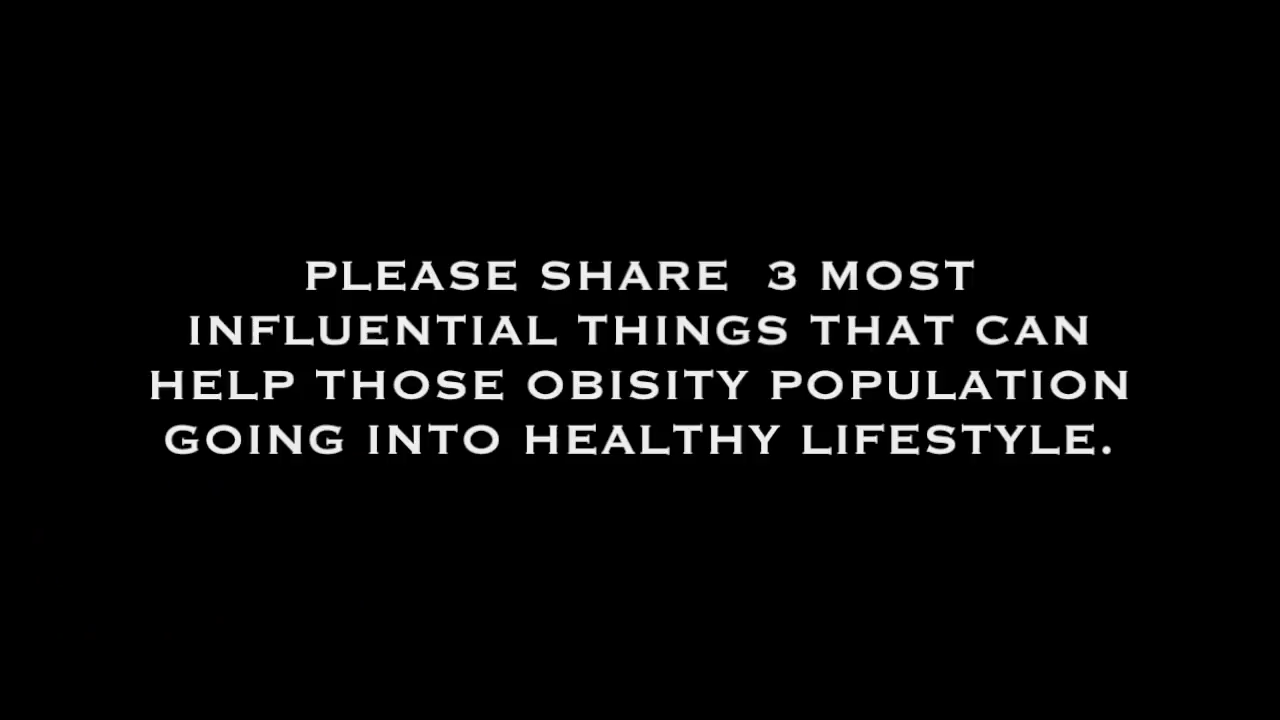 PLEASE SHARE  3 MOST
INFLUENTIAL THINGS THAT CAN
HELP THOSE OBISITY POPULATION
GOING INTO HEALTHY LIFESTYLE.